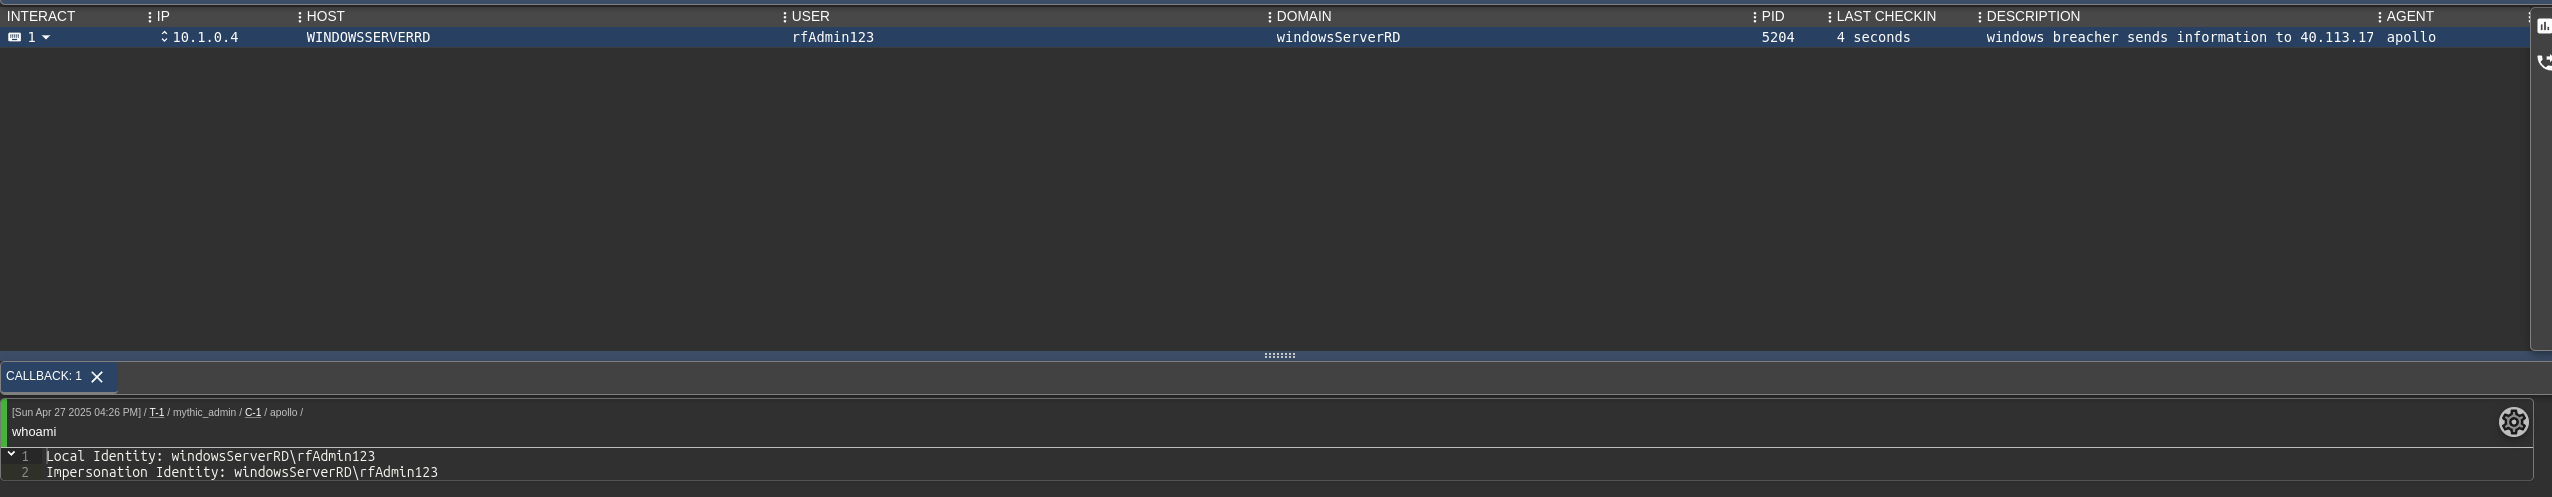 INTERACT IP HOST USER DOMAIN PID LAST CHECKIN DESCRIPTION AGENT
1 10.1.0.4 WINDOWSSERVERRD rfAdmin123 windowsServerRD 5204 4 seconds windows breacher sends information to 40.113.17 apollo
CALLBACK: 1
[Sun Apr 27 2025 04:26 PM] / T-1 / mythic_admin / C-1 / apollo /
whoami
1 Local Identity: windowsServerRD\rfAdmin123
2 Impersonation Identity: windowsServerRD\rfAdmin123